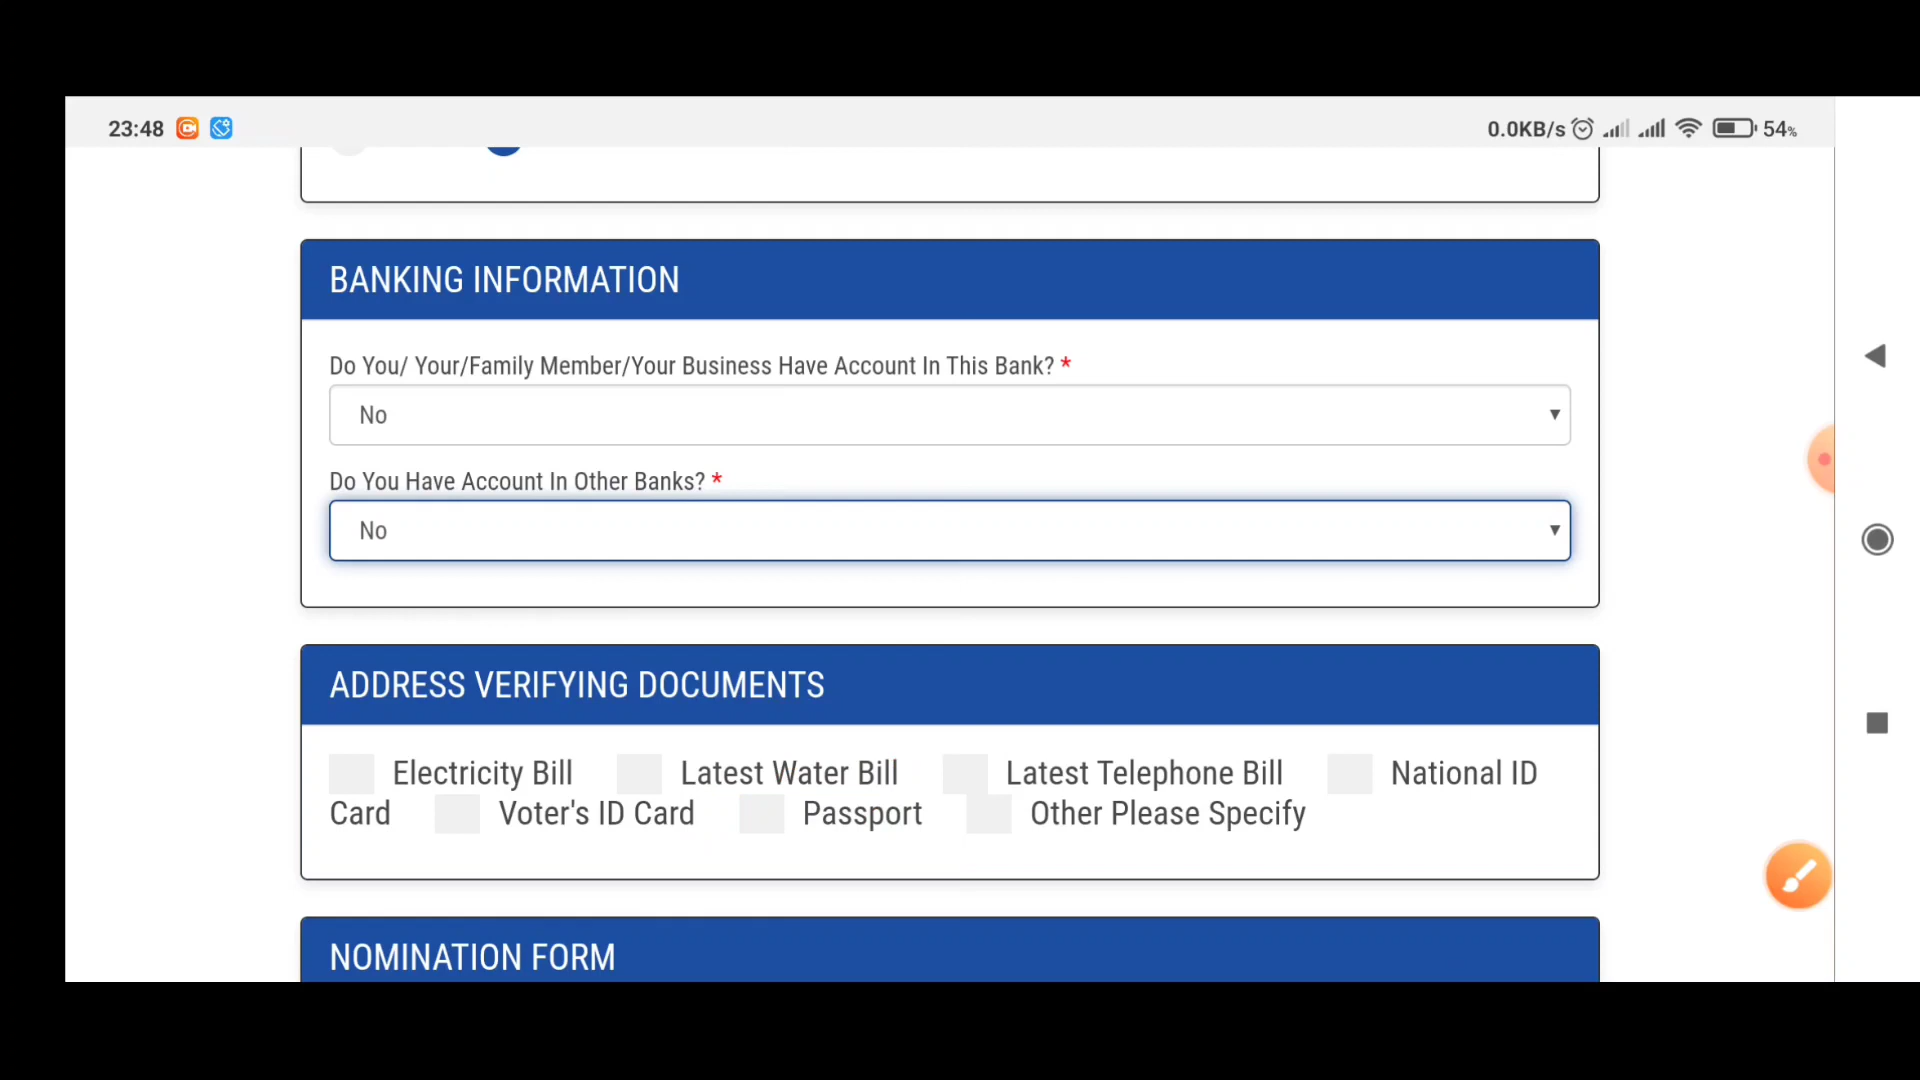 23:48 0.0KB/s 54%
BANKING INFORMATION
Do You/ Your/Family Member/Your Business Have Account In This Bank? *
No
Do You Have Account In Other Banks? *
No
ADDRESS VERIFYING DOCUMENTS
Electricity Bill Latest Water Bill Latest Telephone Bill National ID
Card Voter's ID Card Passport Other Please Specify
NOMINATION FORM